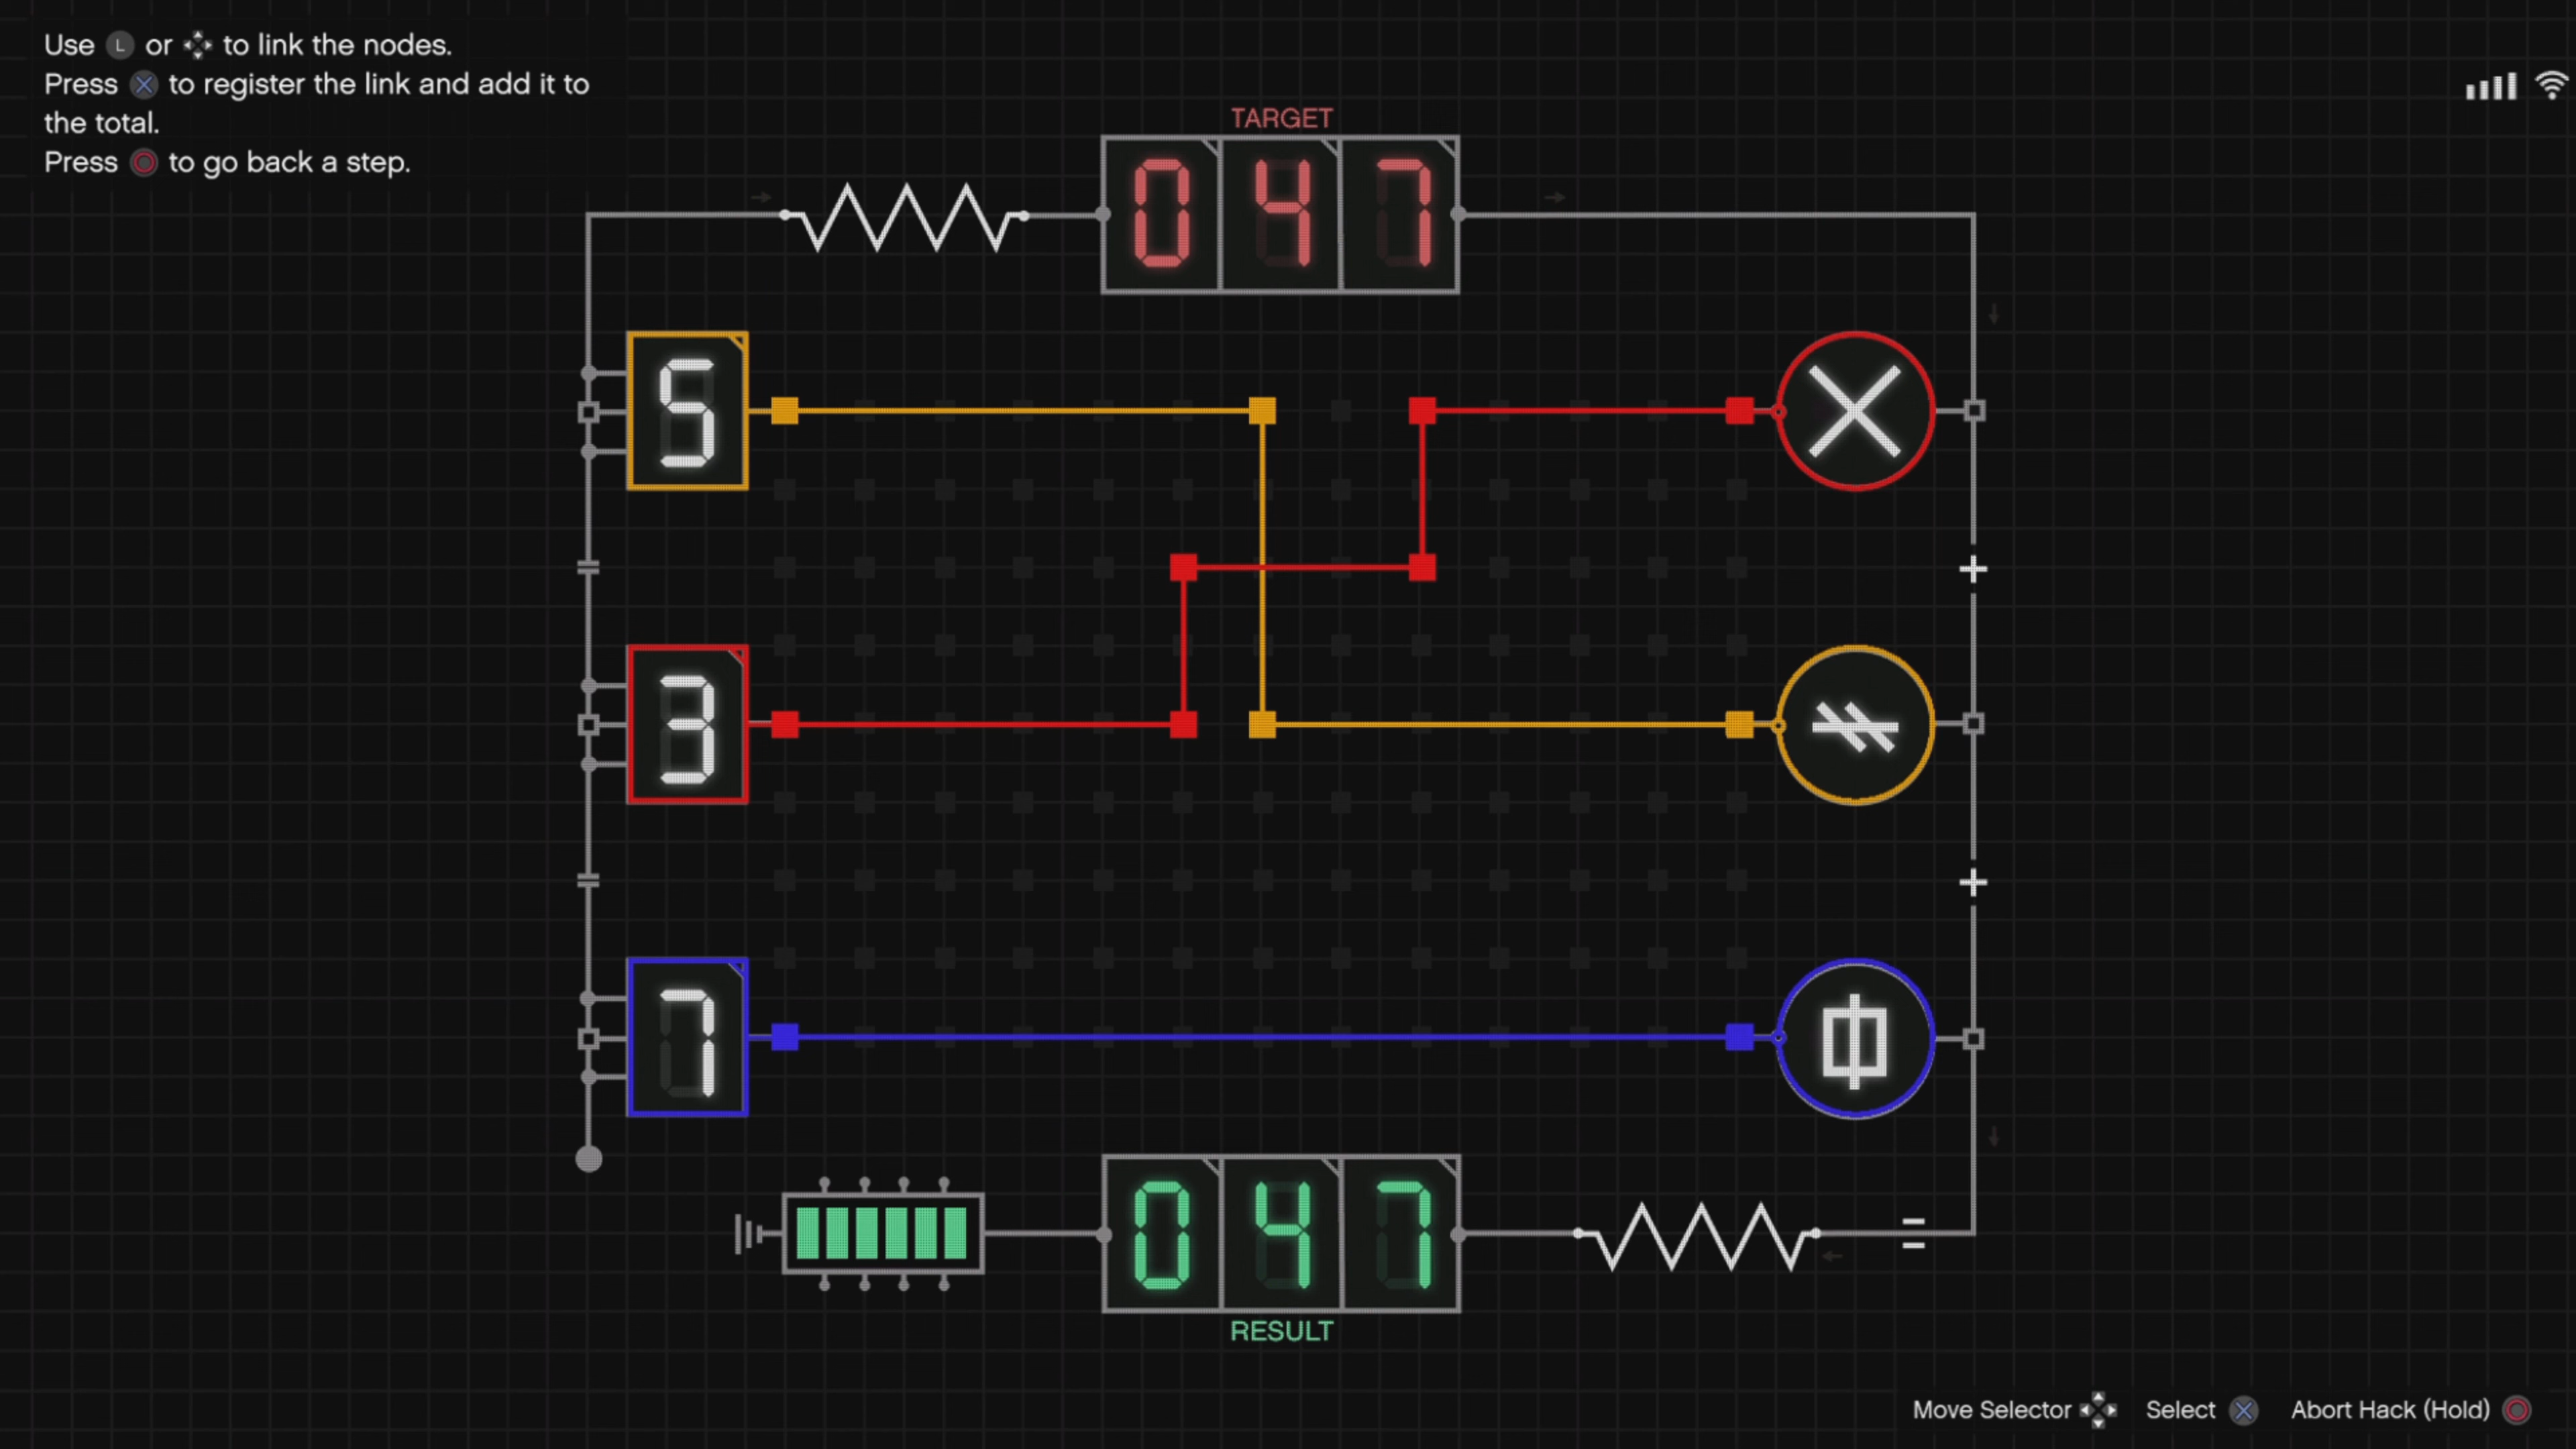 Use L or to link the nodes.
Press to register the link and add it to
the total.
Press to go back a step.
TARGET
047
5
3
7
+
+
=
047
RESULT
Move Selector Select Abort Hack (Hold)